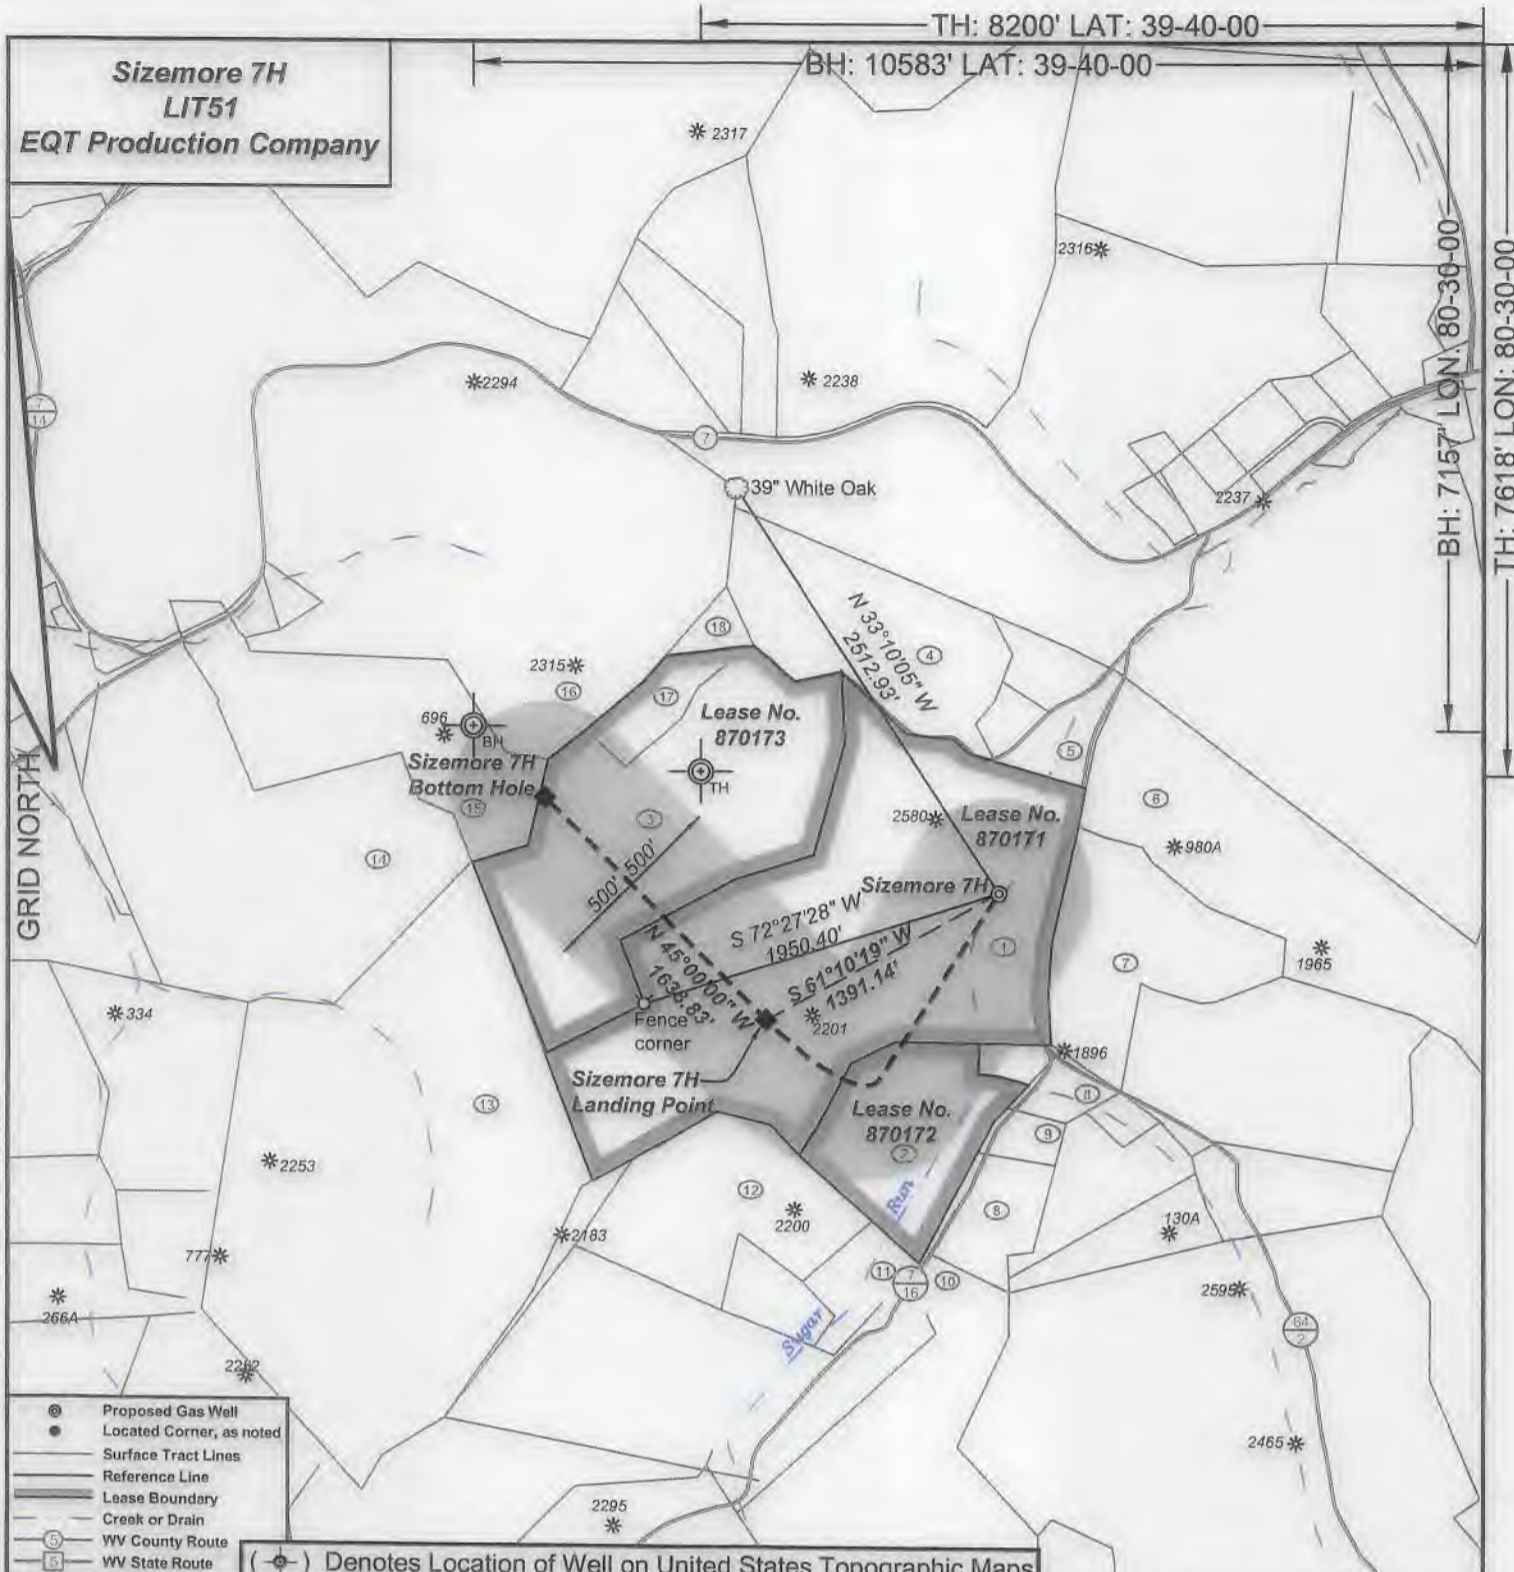 TH: 8200' LAT: 39-40-00
BH: 10583' LAT: 39-40-00
Sizemore 7H
LIT51
EQT Production Company
2317
2316
BH: 7157' LON: 80-30-00
TH: 7618' LON: 80-30-00
7
14
2294
2238
7
39" White Oak
2237
N 33°10'05" W
2512.93'
4
18
2315
16
17
Lease No.
870173
696
BH
TH
5
Sizemore 7H
Bottom Hole
15
3
2580
Lease No.
870171
6
980A
14
500' 500'
Sizemore 7H
GRID NORTH
S 72°27'28" W
1950.40'
N 45°00'00" W
S 61°10'19" W
1391.14'
1
7
1965
334
Fence
corner
2201
1896
Sizemore 7H
Landing Point
13
8
Lease No.
870172
2
9
2253
12
2200
Run
8
130A
777
2183
11
7
16
10
2595
266A
Sugar
64
2
Proposed Gas Well
Located Corner, as noted
Surface Tract Lines
Reference Line
Lease Boundary
Creek or Drain
5 WV County Route
5 WV State Route
2465
2295
( ) Denotes Location of Well on United States Topographic Maps